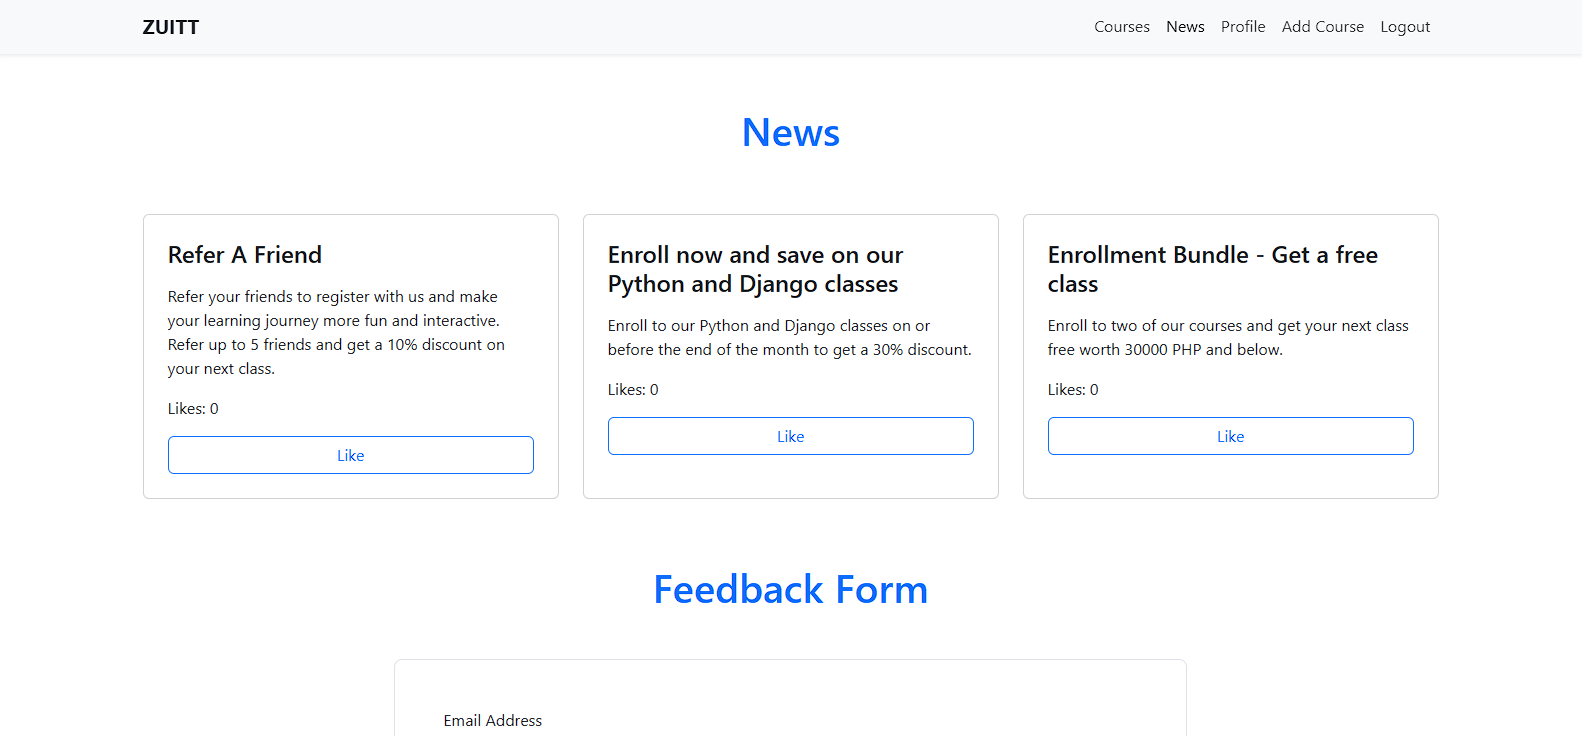 ZUITT
Courses News Profile Add Course Logout
News
Refer A Friend
Refer your friends to register with us and make
your learning journey more fun and interactive.
Refer up to 5 friends and get a 10% discount on
your next class.
Likes: 0
Like
Enroll now and save on our
Python and Django classes
Enroll to our Python and Django classes on or
before the end of the month to get a 30% discount.
Likes: 0
Like
Enrollment Bundle - Get a free
class
Enroll to two of our courses and get your next class
free worth 30000 PHP and below.
Likes: 0
Like
Feedback Form
Email Address